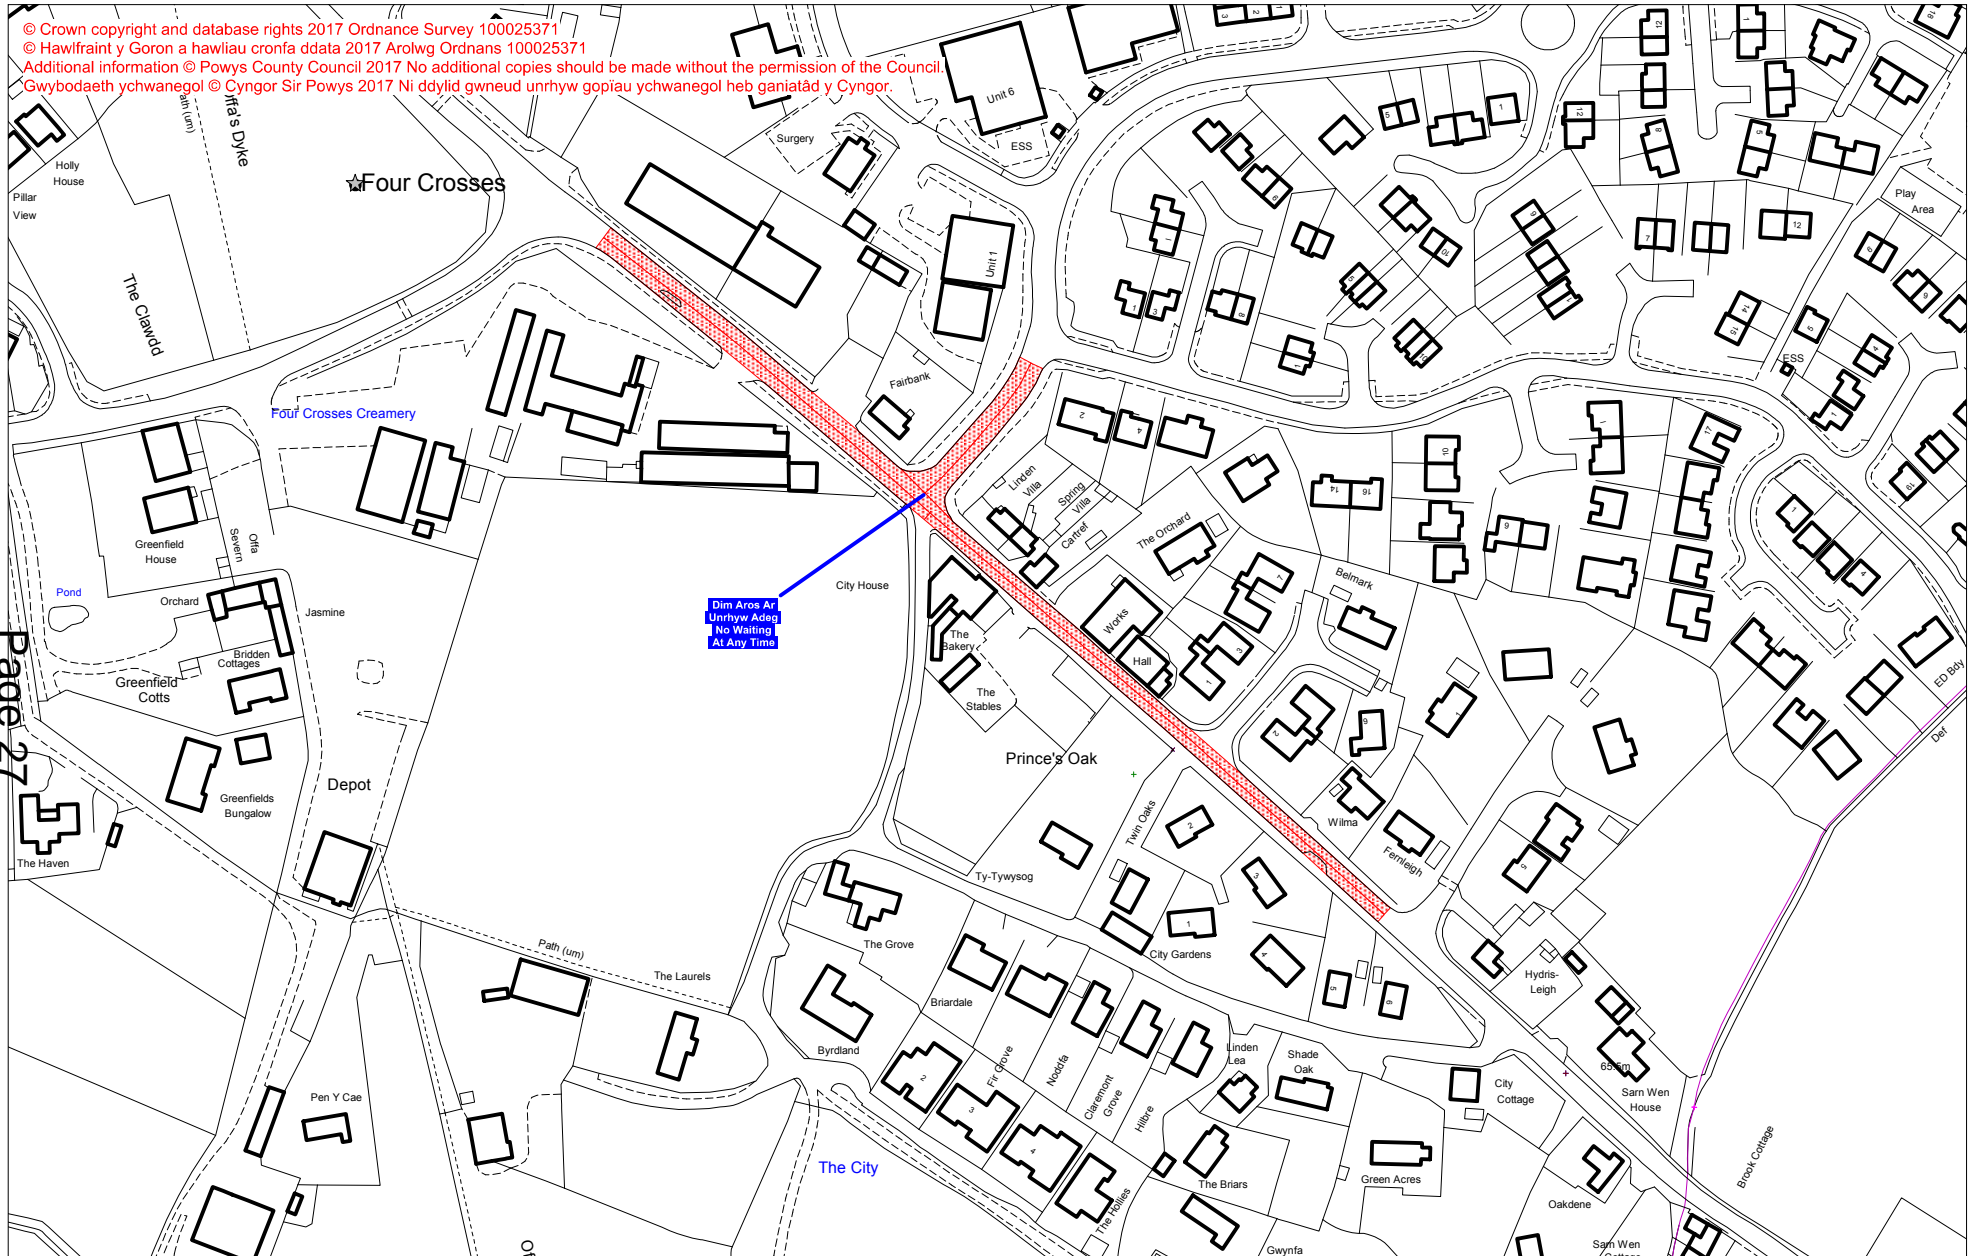 © Crown copyright and database rights 2017 Ordnance Survey 100025371
© Hawlfraint y Goron a hawliau cronfa ddata 2017 Arolwg Ordnans 100025371
Additional information © Powys County Council 2017 No additional copies should be made without the permission of the Council.
Gwybodaeth ychwanegol © Cyngor Sir Powys 2017 Ni ddylid gwneud unrhyw gopïau ychwanegol heb ganiatâd y Cyngor.
Holly
House
Pillar
View
The Clawdd
Four Crosses
Surgery
Unit 6
ESS
Unit 1
Fairbank
Play
Area
ESS
Four Crosses Creamery
Greenfield
House
Offa
Severn
Pond
Orchard
Jasmine
Bridden
Cottages
Greenfield
Cotts
Greenfields
Bungalow
Depot
The Haven
Page 27
City House
Dim Aros Ar
Unrhyw Adeg
No Waiting
At Any Time
The
Bakery
The
Stables
Linden
Villa
Spring
Villa
Cartref
The Orchard
Works
Hall
Belmark
Prince's Oak
Twin Oaks
Ty-Tywysog
Wilma
Fernleigh
City Gardens
The Grove
Path (um)
The Laurels
Briardale
Byrdland
Fir Grove
Noddfa
Claremont
Grove
Hilbre
Linden
Lea
Shade
Oak
Hydris-
Leigh
Sarn Wen
House
City
Cottage
Pen Y Cae
The City
The Hollies
The Briars
Green Acres
Gwynfa
Oakdene
Sarn Wen
Brook Cottage
ED Bdy
Def